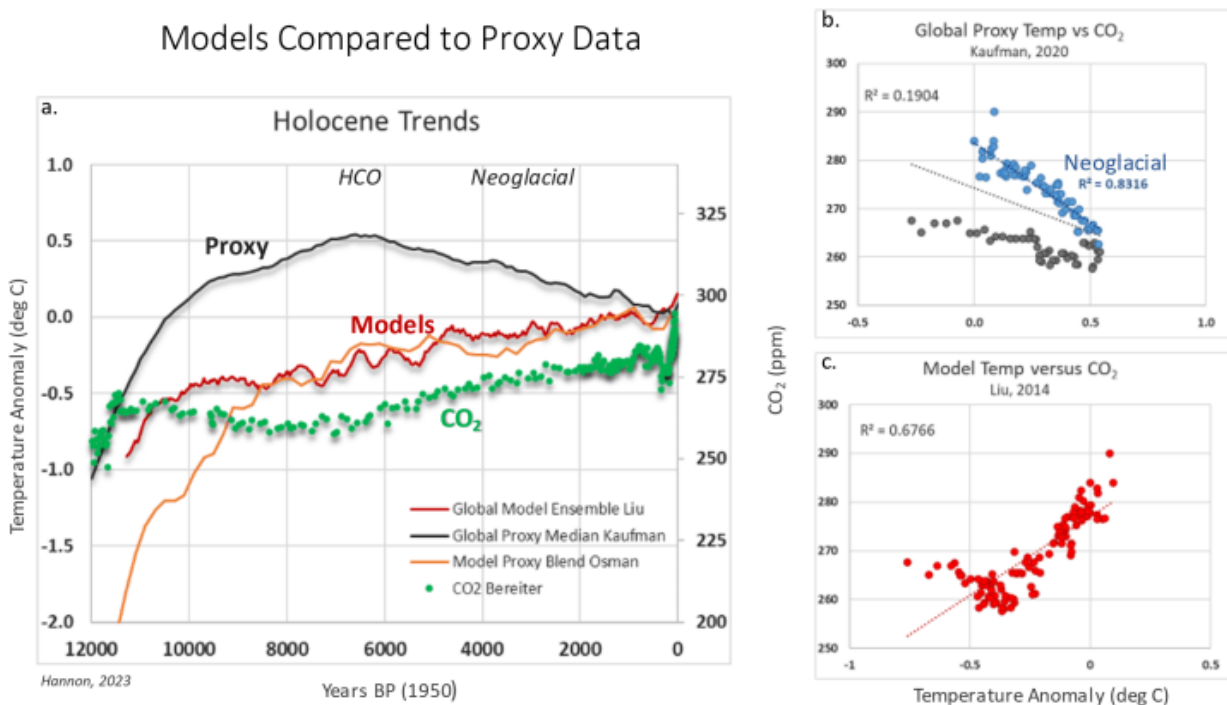 Models Compared to Proxy Data
a.
Holocene Trends
HCO
Neoglacial
Proxy
Models
CO₂
Temperature Anomaly (deg C)
1.0
0.5
0.0
-0.5
-1.0
-1.5
-2.0
CO₂ (ppm)
325
300
275
250
225
200
Global Model Ensemble Liu
Global Proxy Median Kaufman
Model Proxy Blend Osman
CO2 Bereiter
12000 10000 8000 6000 4000 2000 0
Hannon, 2023
Years BP (1950)
b.
Global Proxy Temp vs CO₂
Kaufman, 2020
300
290
280
270
260
250
R² = 0.1904
Neoglacial
R² = 0.8316
-0.5 0.0 0.5 1.0
c.
Model Temp versus CO₂
Liu, 2014
300
290
280
270
260
250
R² = 0.6766
-1 -0.5 0 0.5
Temperature Anomaly (deg C)